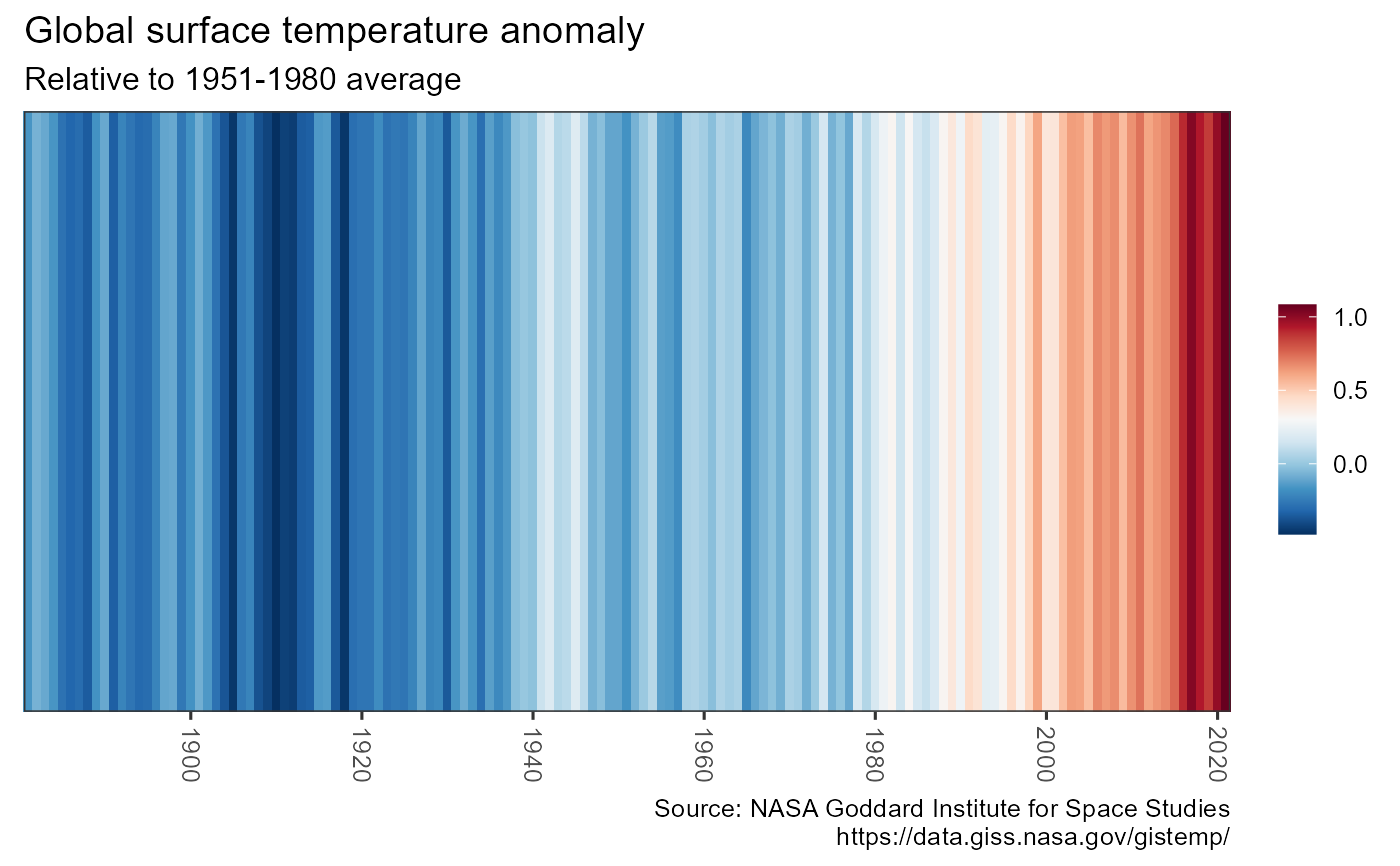 Global surface temperature anomaly
Relative to 1951-1980 average
1.0
0.5
0.0
1900
1920
1940
1960
1980
2000
2020
Source: NASA Goddard Institute for Space Studies
https://data.giss.nasa.gov/gistemp/